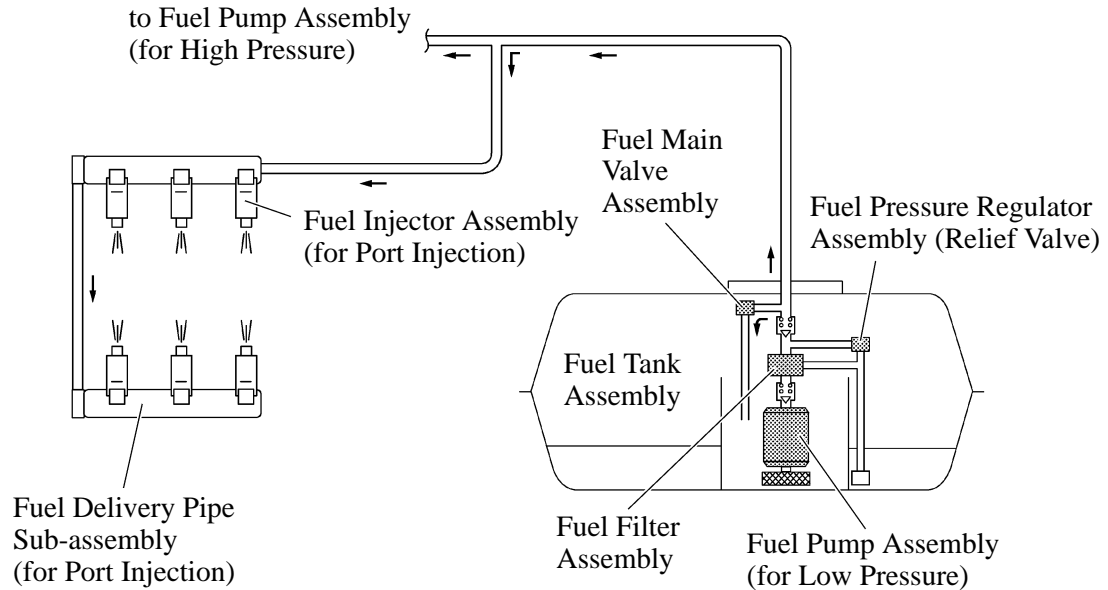 to Fuel Pump Assembly
(for High Pressure)
Fuel Main
Valve
Assembly
Fuel Pressure Regulator
Assembly (Relief Valve)
Fuel Injector Assembly
(for Port Injection)
Fuel Tank
Assembly
Fuel Delivery Pipe
Sub-assembly
(for Port Injection)
Fuel Filter
Assembly
Fuel Pump Assembly
(for Low Pressure)